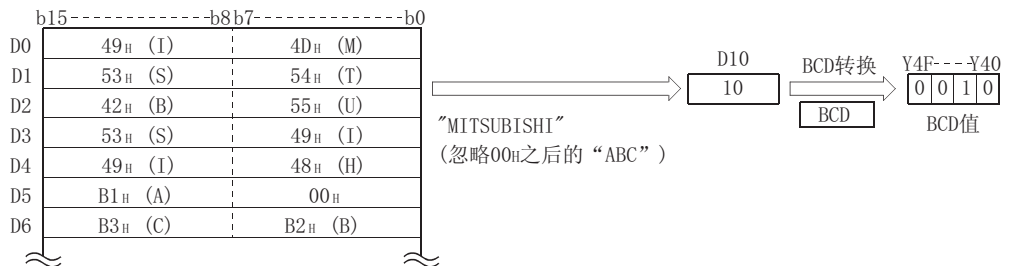 b15 b8 b7 b0
D0 49H (I) 4DH (M)
D1 53H (S) 54H (T)
D2 42H (B) 55H (U)
D3 53H (S) 49H (I)
D4 49H (I) 48H (H)
D5 B1H (A) 00H
D6 B3H (C) B2H (B)
"MITSUBISHI"
(忽略00H之后的“ABC”)
D10
10
BCD转换
BCD
Y4F Y40
0 0 1 0
BCD值